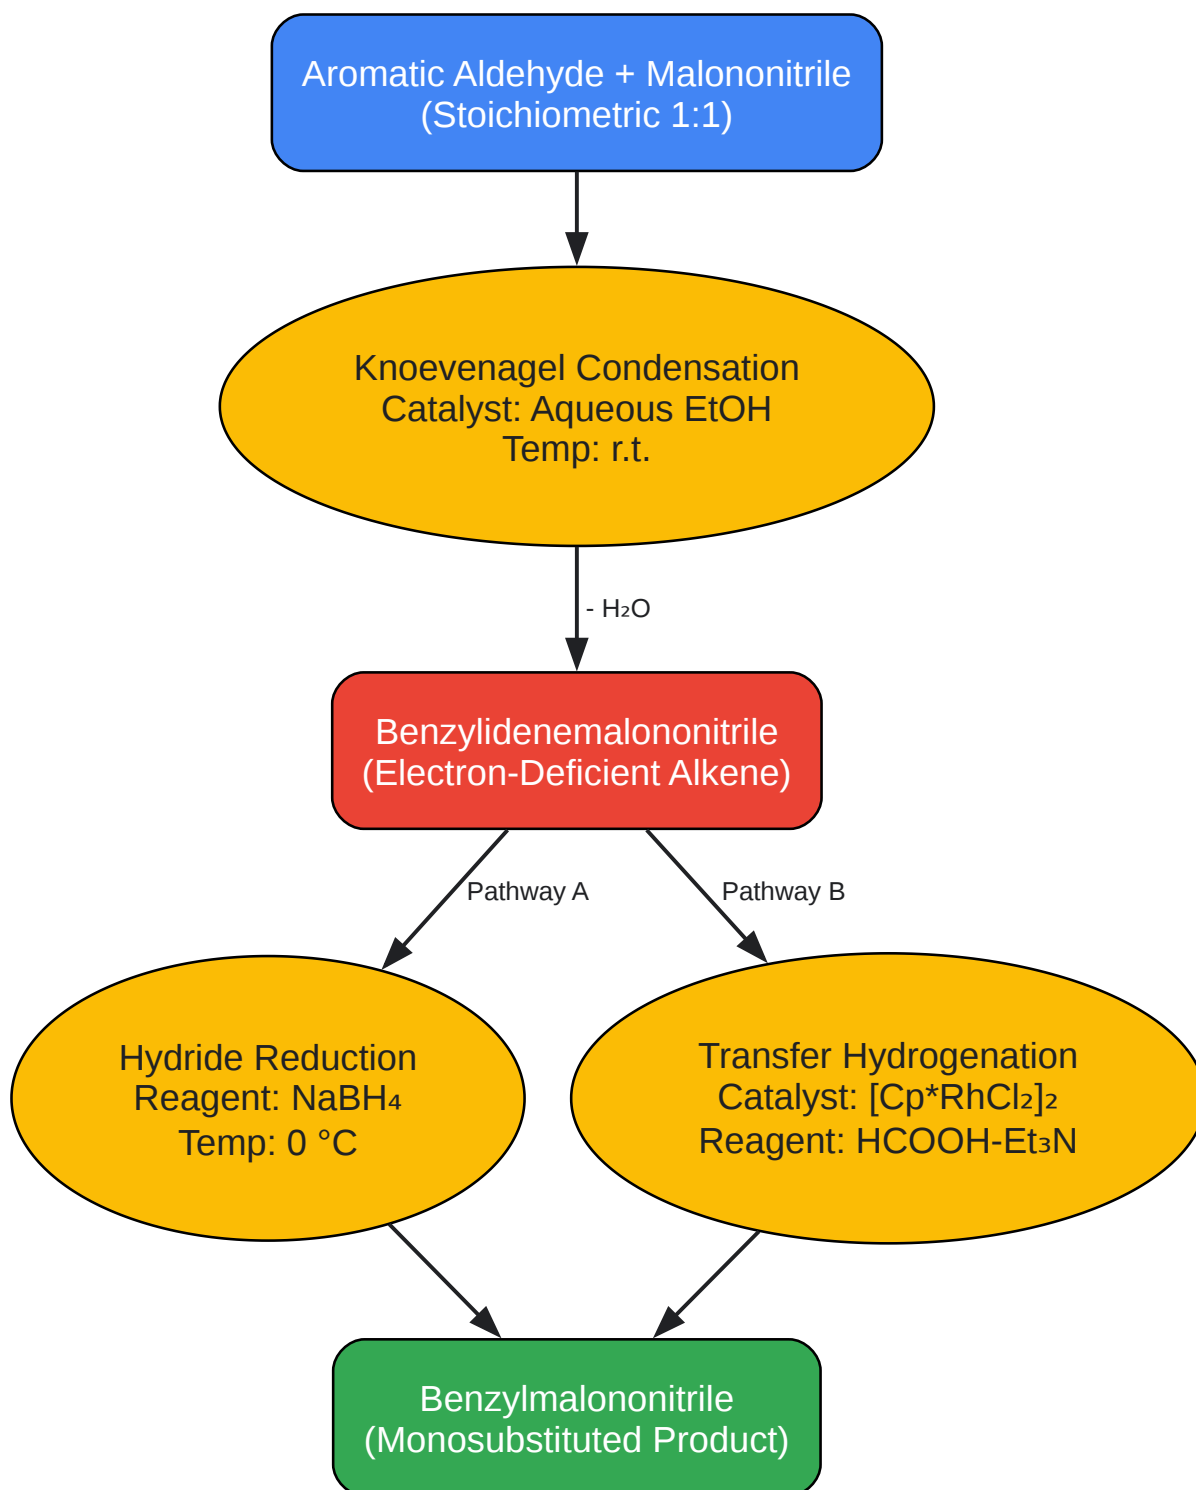 Aromatic Aldehyde + Malononitrile
(Stoichiometric 1:1)
Knoevenagel Condensation
Catalyst: Aqueous EtOH
Temp: r.t.
- H₂O
Benzylidenemalononitrile
(Electron-Deficient Alkene)
Pathway A
Pathway B
Hydride Reduction
Reagent: NaBH₄
Temp: 0 °C
Transfer Hydrogenation
Catalyst: [Cp*RhCl₂]₂
Reagent: HCOOH-Et₃N
Benzylmalononitrile
(Monosubstituted Product)